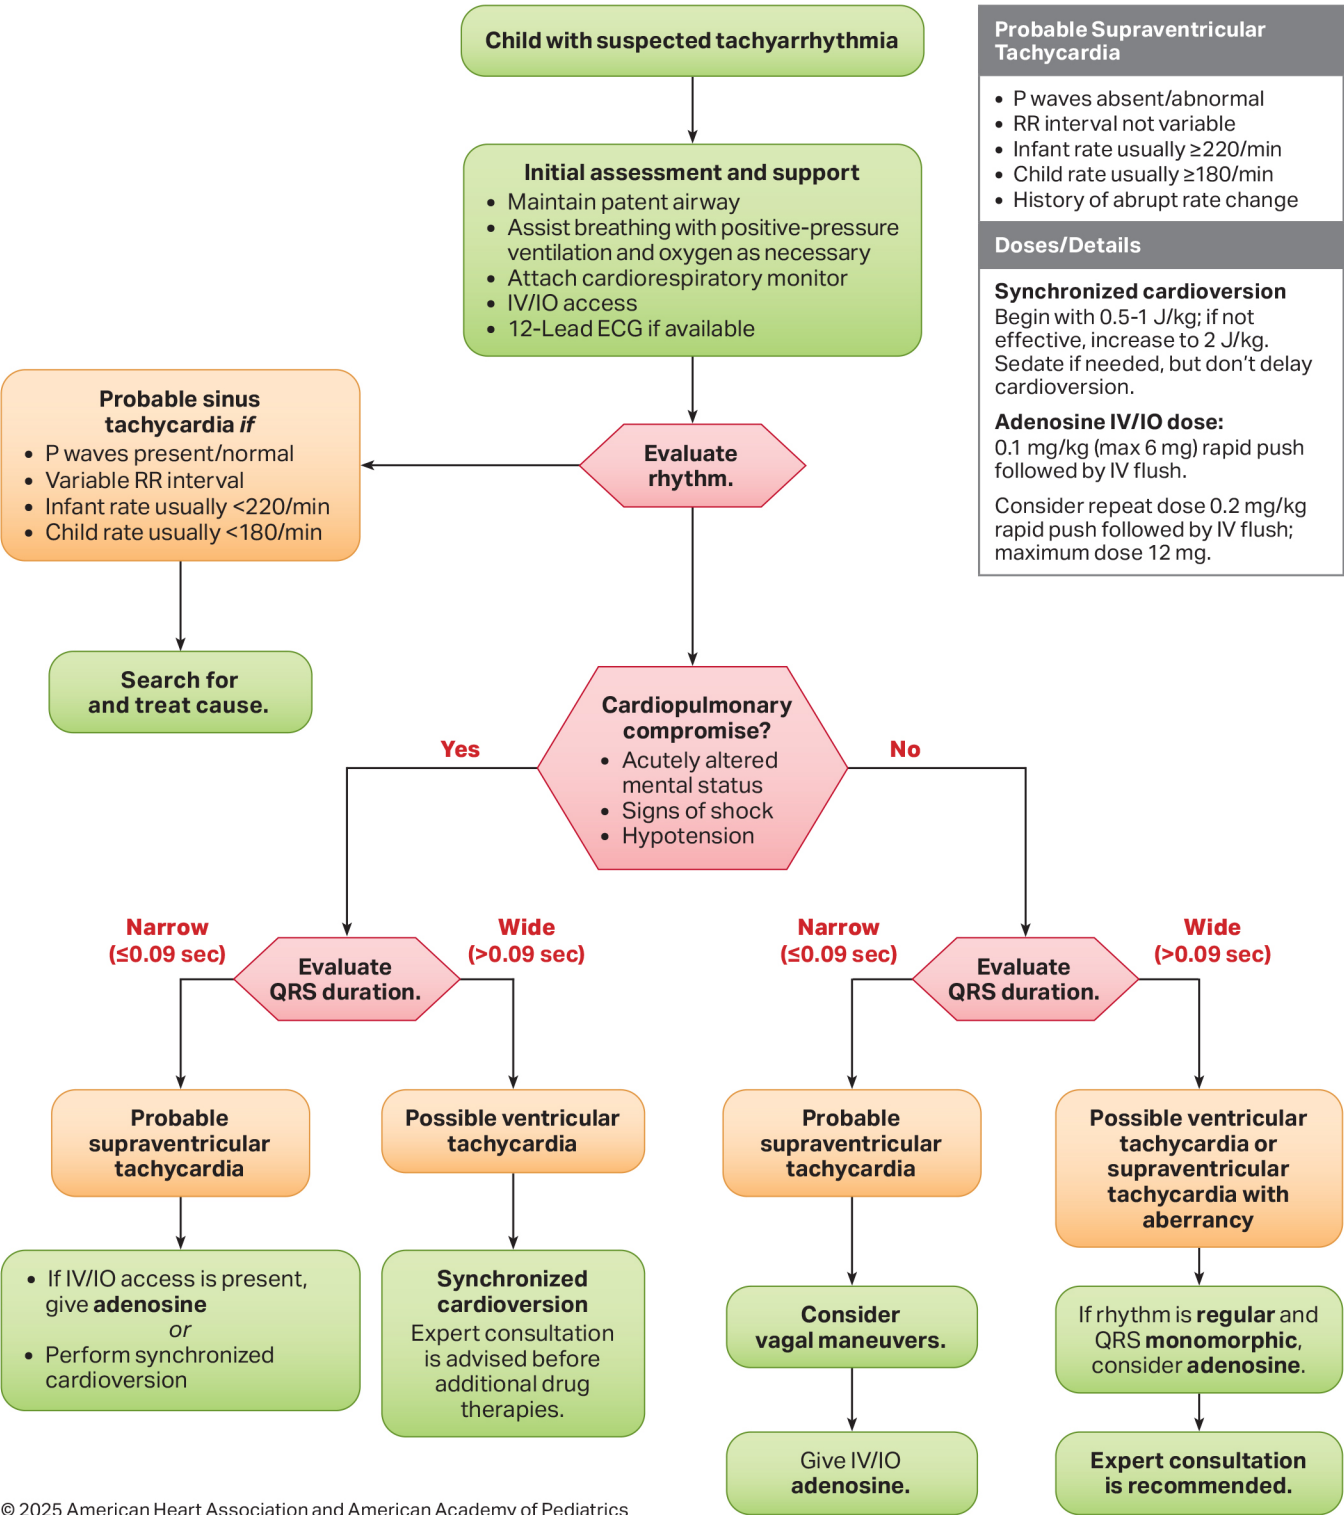 Child with suspected tachyarrhythmia
Initial assessment and support
• Maintain patent airway
• Assist breathing with positive-pressure
ventilation and oxygen as necessary
• Attach cardiorespiratory monitor
• IV/IO access
• 12-Lead ECG if available
Probable Supraventricular
Tachycardia
• P waves absent/abnormal
• RR interval not variable
• Infant rate usually ≥220/min
• Child rate usually ≥180/min
• History of abrupt rate change
Doses/Details
Synchronized cardioversion
Begin with 0.5-1 J/kg; if not
effective, increase to 2 J/kg.
Sedate if needed, but don’t delay
cardioversion.
Adenosine IV/IO dose:
0.1 mg/kg (max 6 mg) rapid push
followed by IV flush.
Consider repeat dose 0.2 mg/kg
rapid push followed by IV flush;
maximum dose 12 mg.
Evaluate
rhythm.
Probable sinus
tachycardia if
• P waves present/normal
• Variable RR interval
• Infant rate usually <220/min
• Child rate usually <180/min
Search for
and treat cause.
Cardiopulmonary
compromise?
• Acutely altered
mental status
• Signs of shock
• Hypotension
Yes
No
Narrow
(≤0.09 sec)
Evaluate
QRS duration.
Wide
(>0.09 sec)
Narrow
(≤0.09 sec)
Evaluate
QRS duration.
Wide
(>0.09 sec)
Probable
supraventricular
tachycardia
Possible ventricular
tachycardia
Probable
supraventricular
tachycardia
Possible ventricular
tachycardia or
supraventricular
tachycardia with
aberrancy
• If IV/IO access is present,
give adenosine
or
• Perform synchronized
cardioversion
Synchronized
cardioversion
Expert consultation
is advised before
additional drug
therapies.
Consider
vagal maneuvers.
If rhythm is regular and
QRS monomorphic,
consider adenosine.
Give IV/IO
adenosine.
Expert consultation
is recommended.
© 2025 American Heart Association and American Academy of Pediatrics